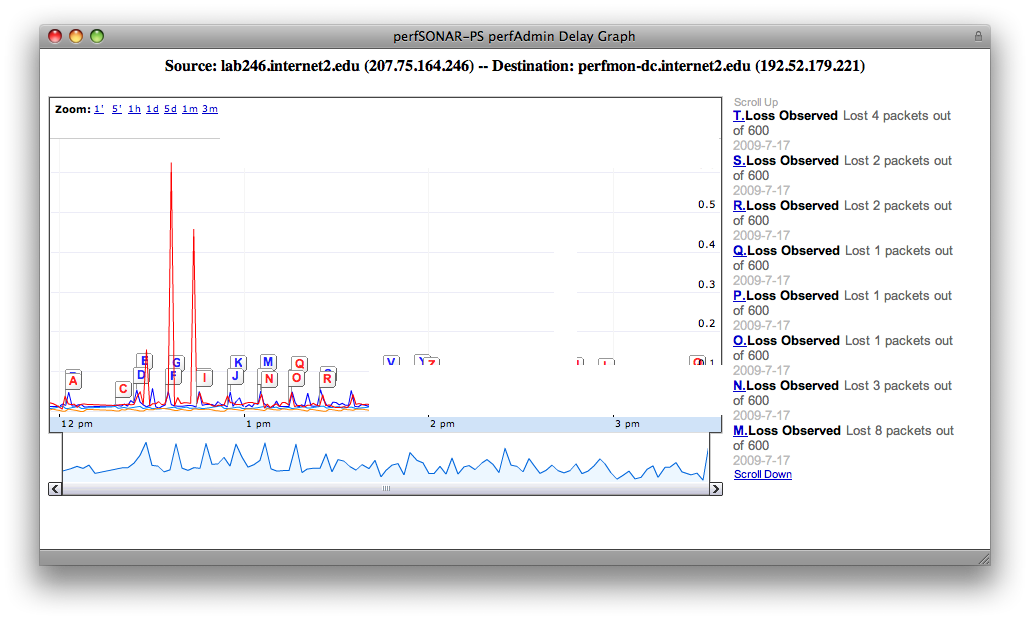 perfSONAR-PS perfAdmin Delay Graph
Source: lab246.internet2.edu (207.75.164.246) -- Destination: perfmon-dc.internet2.edu (192.52.179.221)
Zoom: 1' 5' 1h 1d 5d 1m 3m
0.5
0.4
0.3
0.2
E G K M Q V Y Z
A C D F I J N O R
12 pm 1 pm 2 pm 3 pm
Scroll Up
T.Loss Observed Lost 4 packets out
of 600
2009-7-17
S.Loss Observed Lost 2 packets out
of 600
2009-7-17
R.Loss Observed Lost 2 packets out
of 600
2009-7-17
Q.Loss Observed Lost 1 packets out
of 600
2009-7-17
P.Loss Observed Lost 1 packets out
of 600
2009-7-17
O.Loss Observed Lost 1 packets out
of 600
2009-7-17
N.Loss Observed Lost 3 packets out
of 600
2009-7-17
M.Loss Observed Lost 8 packets out
of 600
2009-7-17
Scroll Down